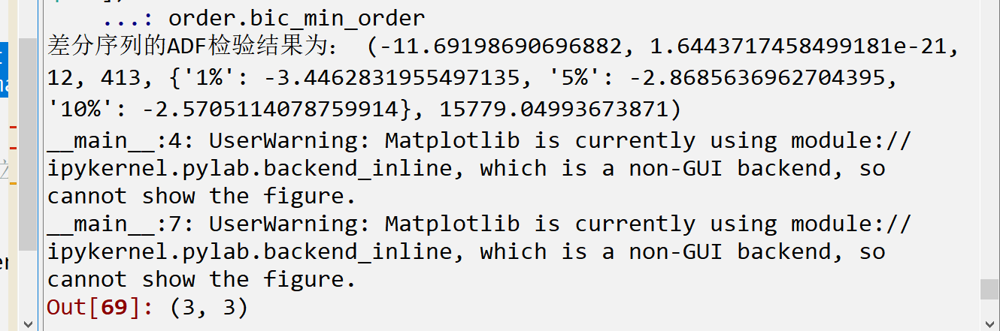 ...: order.bic_min_order
差分序列的ADF检验结果为： (-11.69198690696882, 1.6443717458499181e-21,
12, 413, {'1%': -3.4462831955497135, '5%': -2.8685636962704395,
'10%': -2.5705114078759914}, 15779.04993673871)
__main__:4: UserWarning: Matplotlib is currently using module://
ipykernel.pylab.backend_inline, which is a non-GUI backend, so
cannot show the figure.
__main__:7: UserWarning: Matplotlib is currently using module://
ipykernel.pylab.backend_inline, which is a non-GUI backend, so
cannot show the figure.
Out[69]: (3, 3)